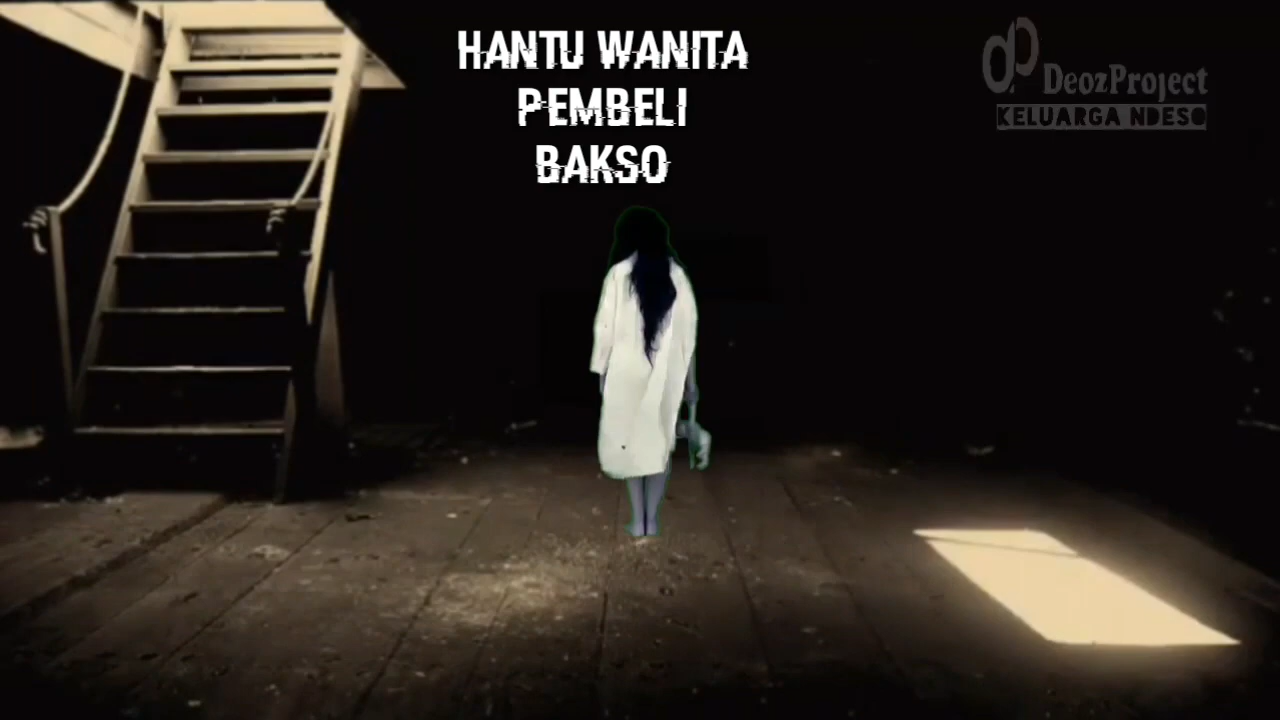 HANTU WANITA
PEMBELI
BAKSO
DeozProject
KELUARGA NDESO